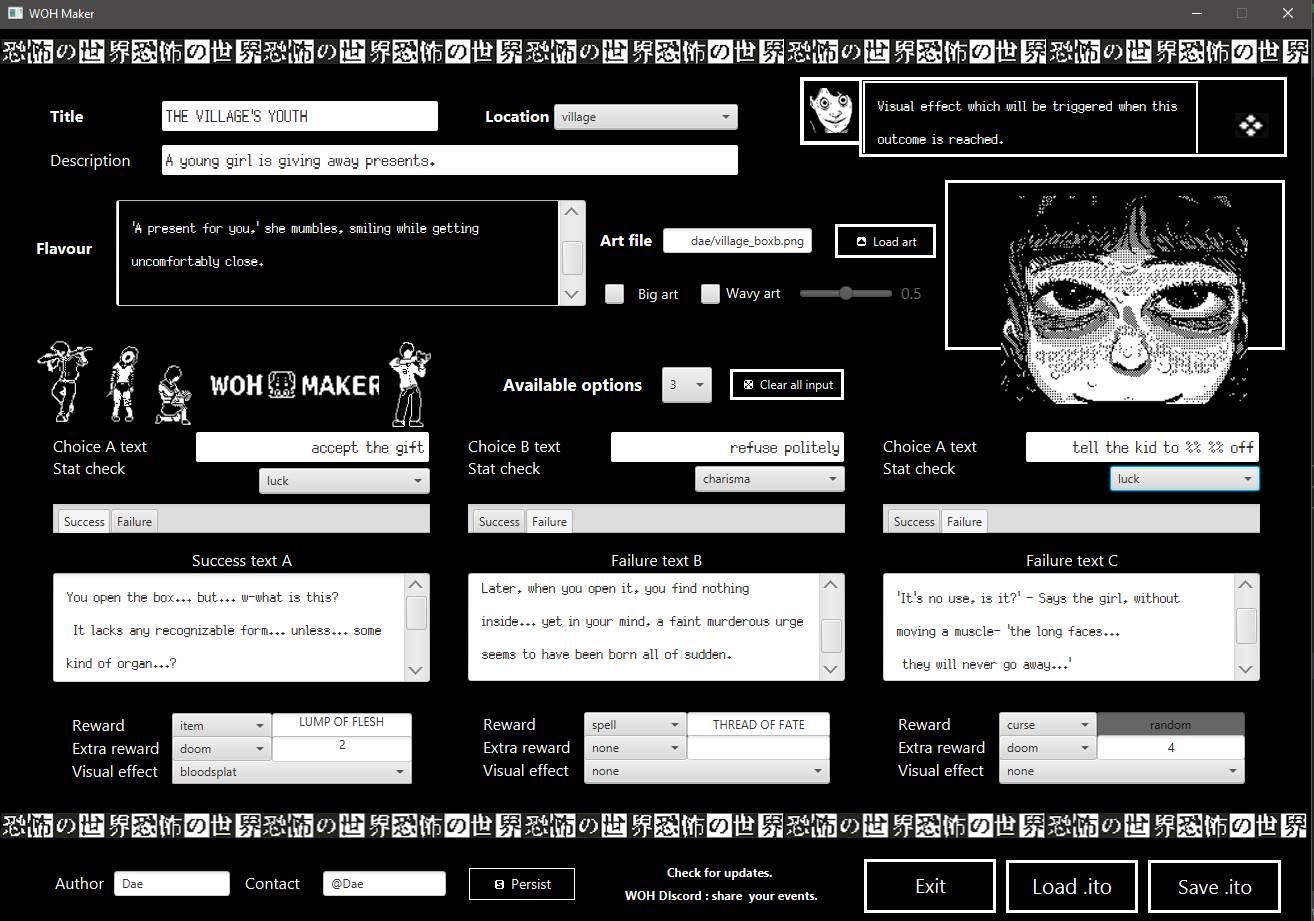 WOH Maker
恐怖の世界恐怖の世界恐怖の世界恐怖の世界恐怖の世界恐怖の世界恐怖の世界恐怖の世界恐怖の世界恐怖の世界
Title
THE VILLAGE'S YOUTH
Location
village
Visual effect which will be triggered when this
outcome is reached.
Description
A young girl is giving away presents.
Flavour
'A present for you,' she mumbles, smiling while getting
uncomfortably close.
Art file
dae/village_boxb.png
Load art
Big art
Wavy art
0.5
WOH MAKER
Available options
3
Clear all input
Choice A text
accept the gift
Stat check
luck
Success Failure
Success text A
You open the box... but... w-what is this?
It lacks any recognizable form... unless... some
kind of organ...?
Reward
item
LUMP OF FLESH
Extra reward
doom
2
Visual effect
bloodsplat
Choice B text
refuse politely
Stat check
charisma
Success Failure
Failure text B
Later, when you open it, you find nothing
inside... yet in your mind, a faint murderous urge
seems to have been born all of sudden.
Reward
spell
THREAD OF FATE
Extra reward
none
Visual effect
none
Choice A text
tell the kid to %% %% off
Stat check
luck
Success Failure
Failure text C
'It's no use, is it?' - Says the girl, without
moving a muscle- 'the long faces...
they will never go away...'
Reward
curse
random
Extra reward
doom
4
Visual effect
none
恐怖の世界恐怖の世界恐怖の世界恐怖の世界恐怖の世界恐怖の世界恐怖の世界恐怖の世界恐怖の世界恐怖の世界
Author
Dae
Contact
@Dae
Persist
Check for updates.
WOH DIscord : share your events.
Exit
Load .ito
Save .ito